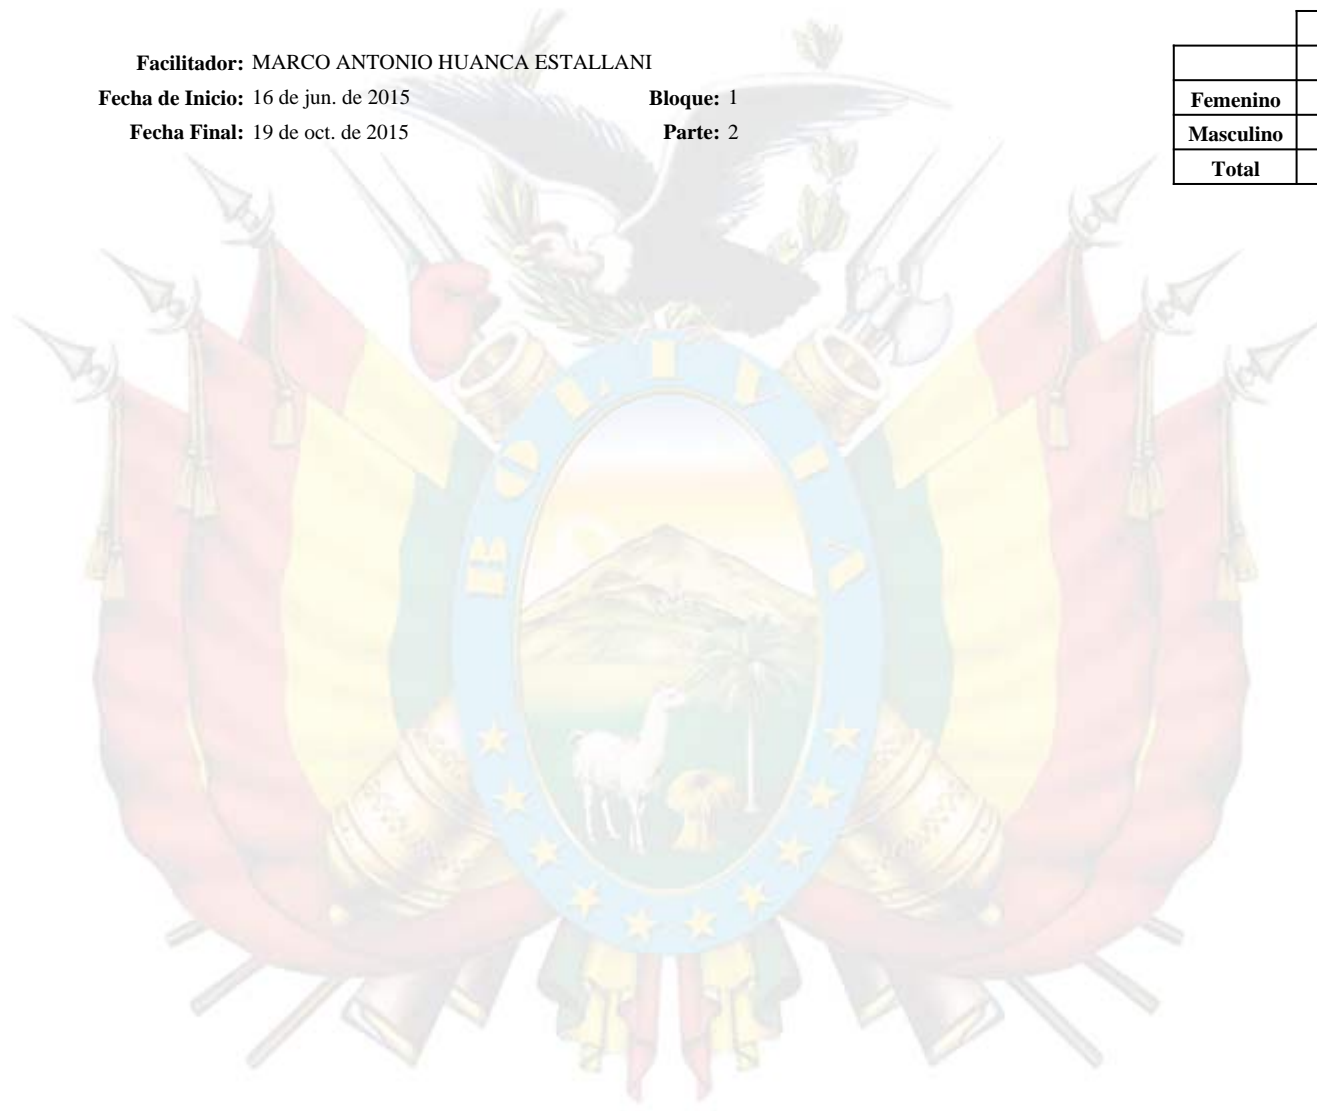 Facilitador: MARCO ANTONIO HUANCA ESTALLANI
Fecha de Inicio: 16 de jun. de 2015 Bloque: 1
Fecha Final: 19 de oct. de 2015 Parte: 2
Femenino
Masculino
Total
BOLIVIA